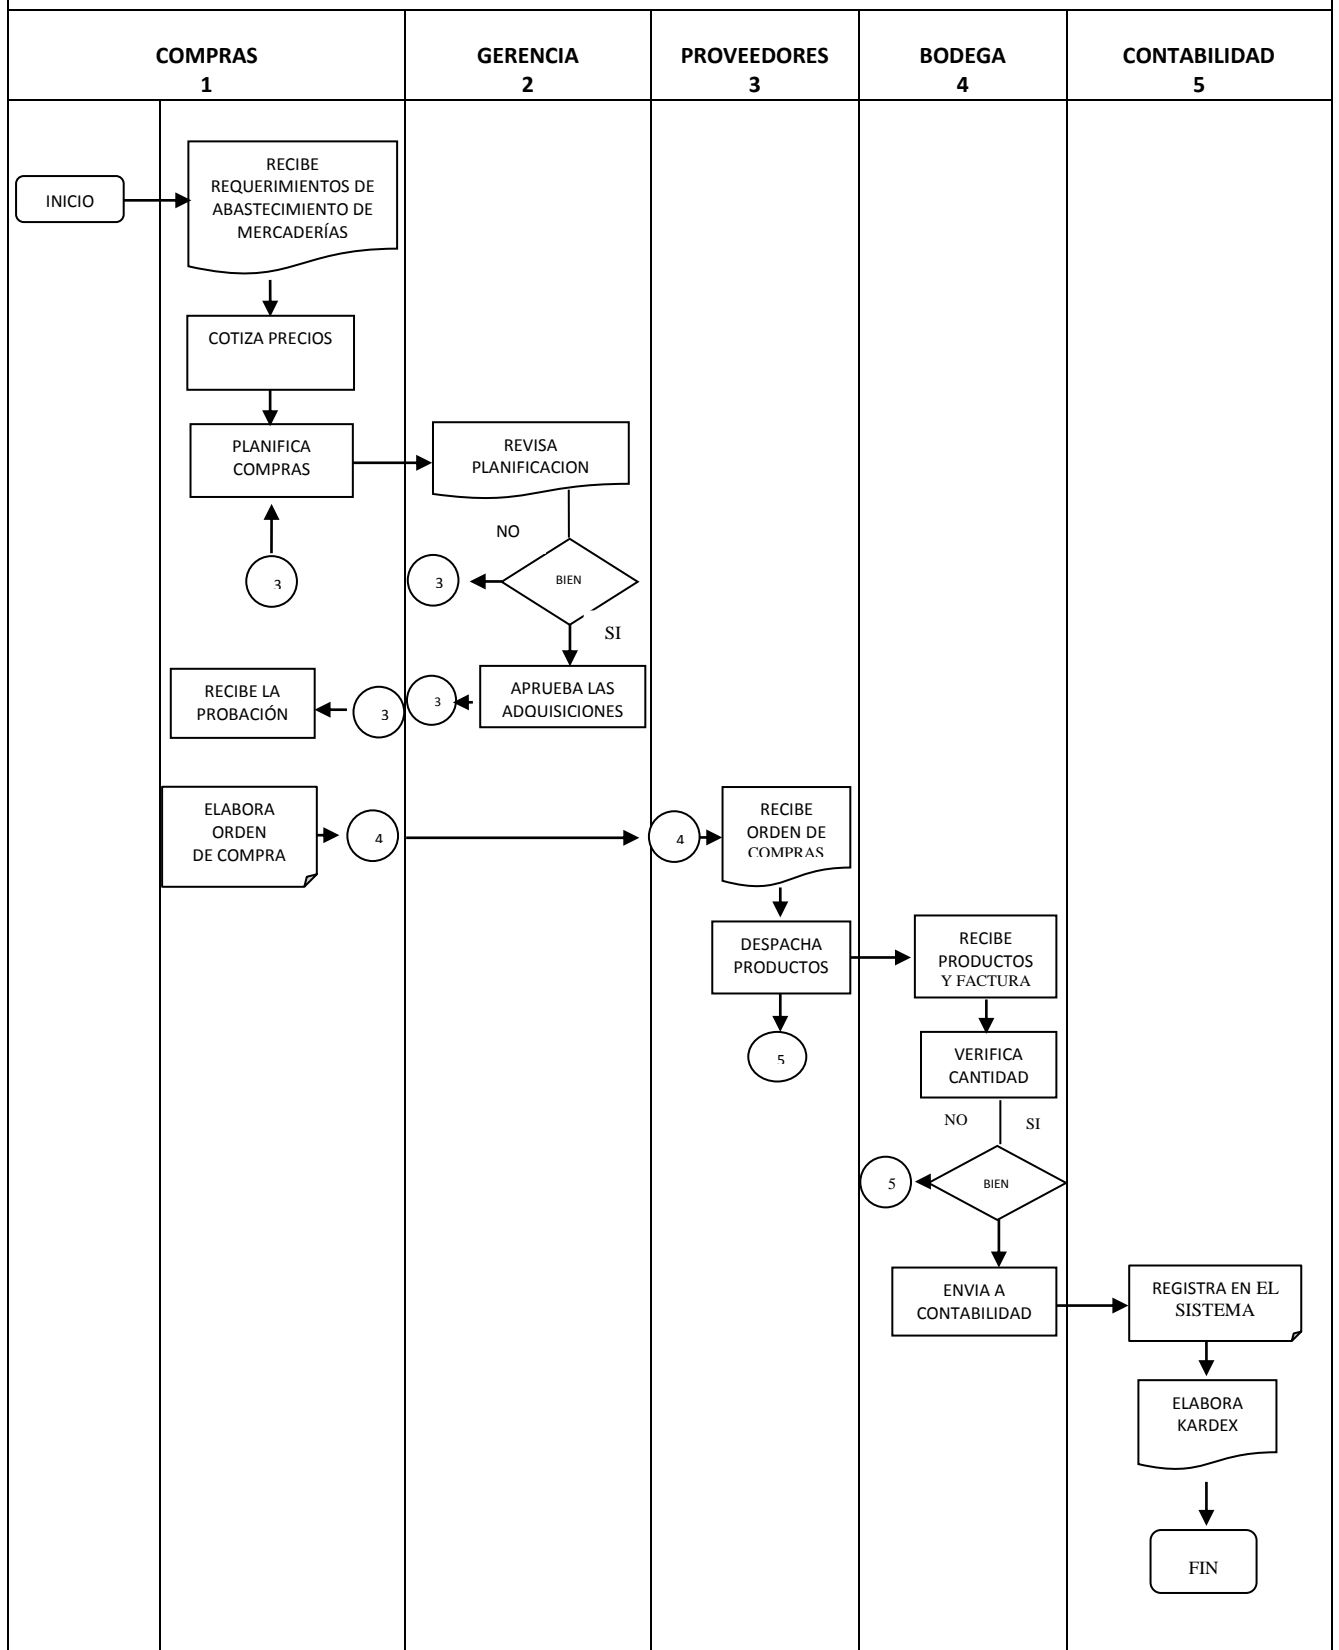 COMPRAS
1
GERENCIA
2
PROVEEDORES
3
BODEGA
4
CONTABILIDAD
5
INICIO
RECIBE
REQUERIMIENTOS DE
ABASTECIMIENTO DE
MERCADERÍAS
COTIZA PRECIOS
PLANIFICA
COMPRAS
REVISA
PLANIFICACION
NO
BIEN
3
3
SI
APRUEBA LAS
ADQUISICIONES
3
3
RECIBE LA
PROBACIÓN
ELABORA
ORDEN
DE COMPRA
4
4
RECIBE
ORDEN DE
COMPRAS
DESPACHA
PRODUCTOS
5
RECIBE
PRODUCTOS
Y FACTURA
VERIFICA
CANTIDAD
NO
SI
BIEN
5
ENVIA A
CONTABILIDAD
REGISTRA EN EL
SISTEMA
ELABORA
KARDEX
FIN